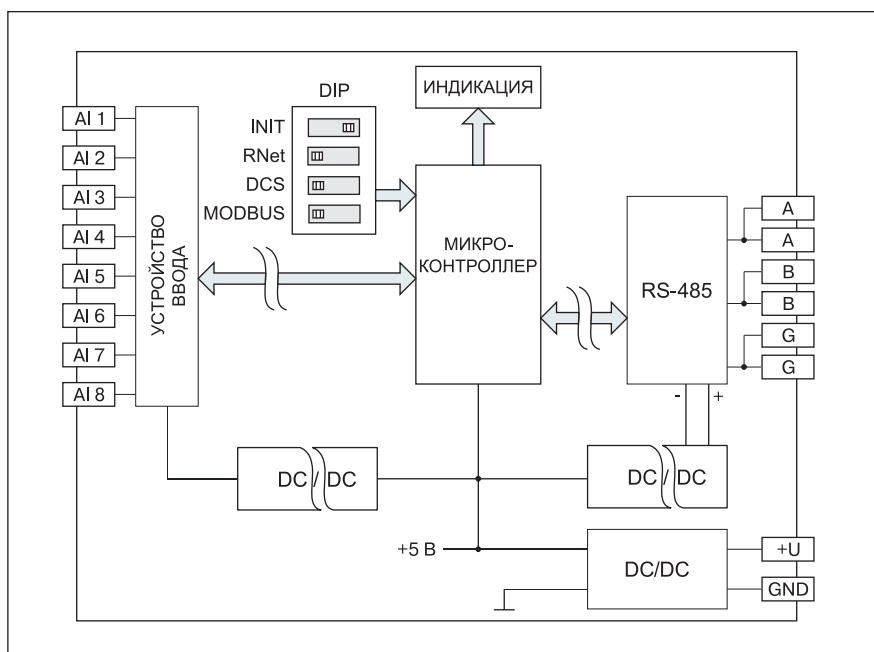 DIP
ИНДИКАЦИЯ
INIT
RNet
DCS
MODBUS
AI 1
AI 2
AI 3
AI 4
AI 5
AI 6
AI 7
AI 8
УСТРОЙСТВО
ВВОДА
МИКРО-
КОНТРОЛЛЕР
RS-485
A
A
B
B
G
G
- +
DC / DC
DC / DC
+5 В
DC/DC
+U
GND